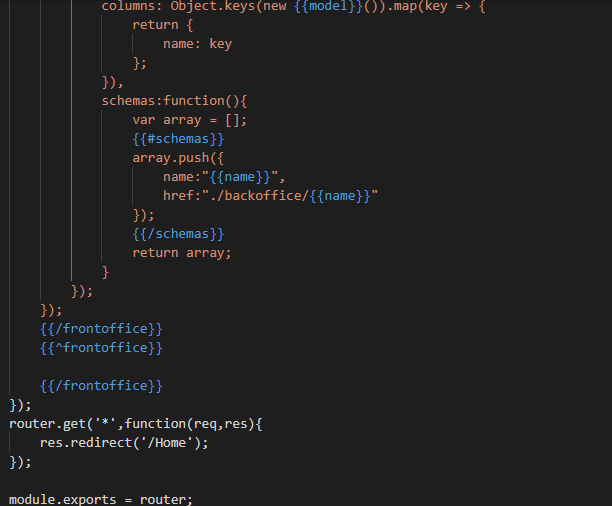 columns: Object.keys(new {{model}}()).map(key => {
return {
name: key
};
}),
schemas:function(){
var array = [];
{{#schemas}}
array.push({
name:"{{name}}",
href:"./backoffice/{{name}}"
});
{{/schemas}}
return array;
}
});
});
{{/frontoffice}}
{{^frontoffice}}
{{/frontoffice}}
});
router.get('*',function(req,res){
res.redirect('/Home');
});
module.exports = router;